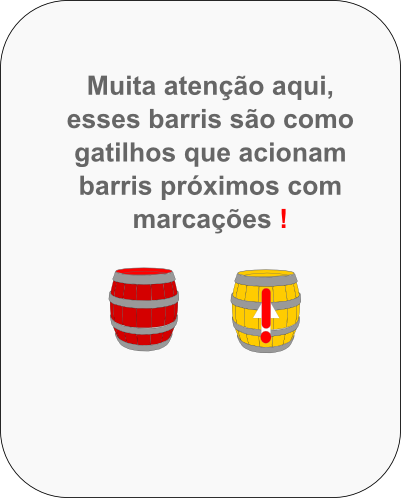 Muita atenção aqui,
esses barris são como
gatilhos que acionam
barris próximos com
marcações !
!